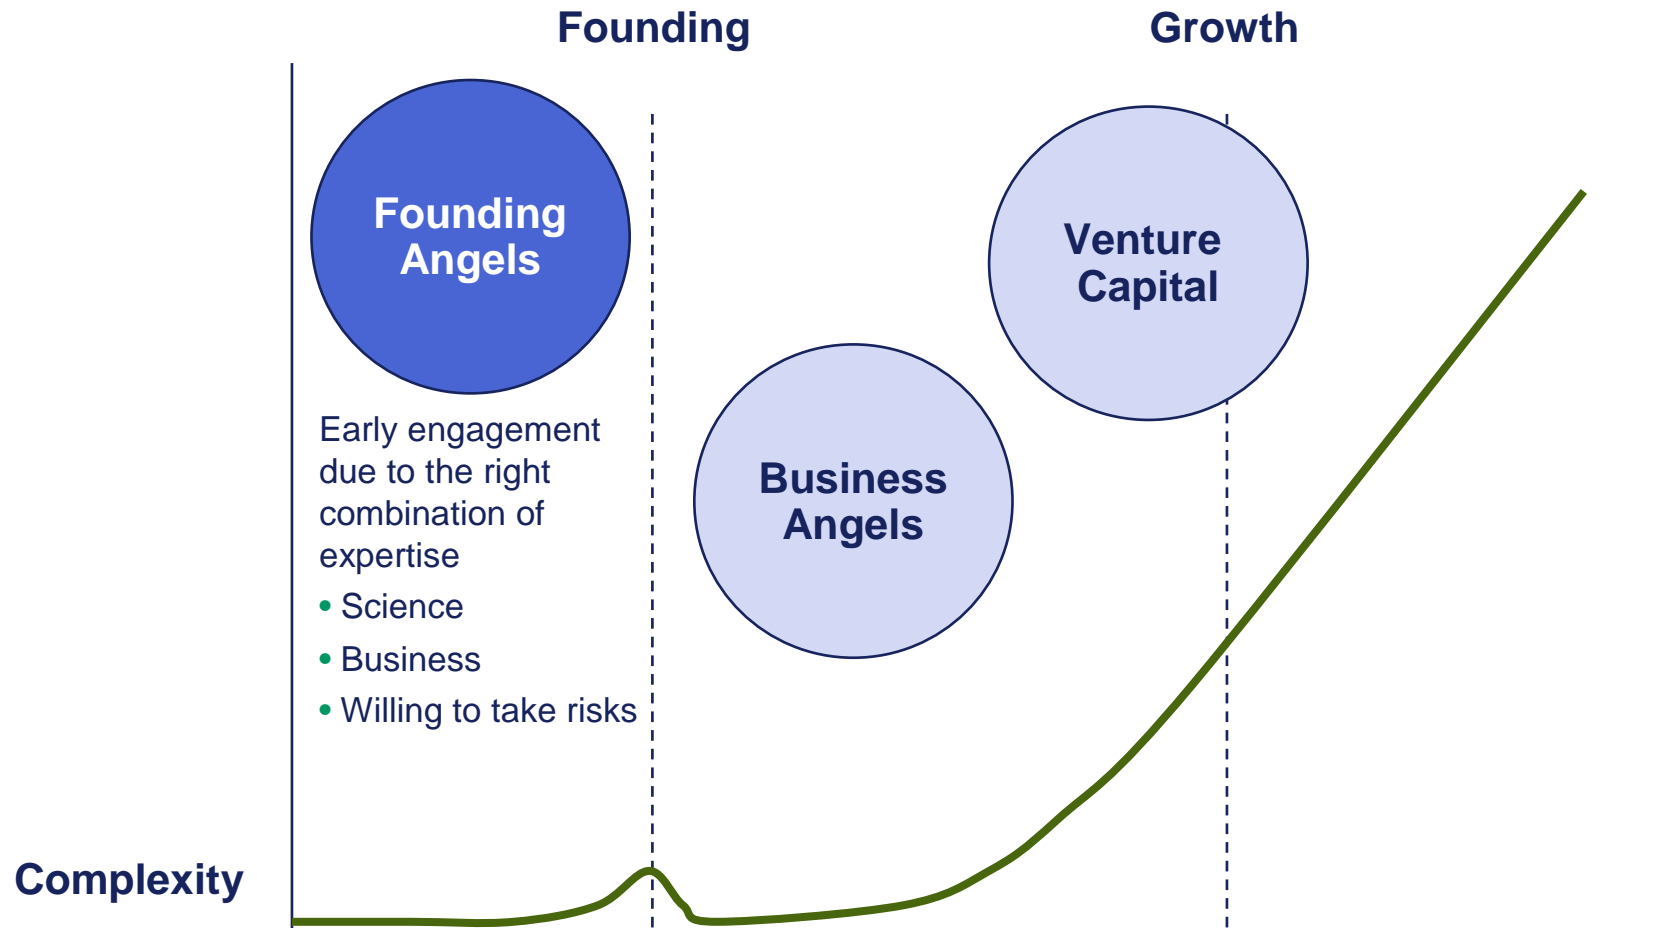 Founding
Growth
Founding
Angels
Venture
Capital
Early engagement
due to the right
combination of
expertise
• Science
• Business
• Willing to take risks
Business
Angels
Complexity